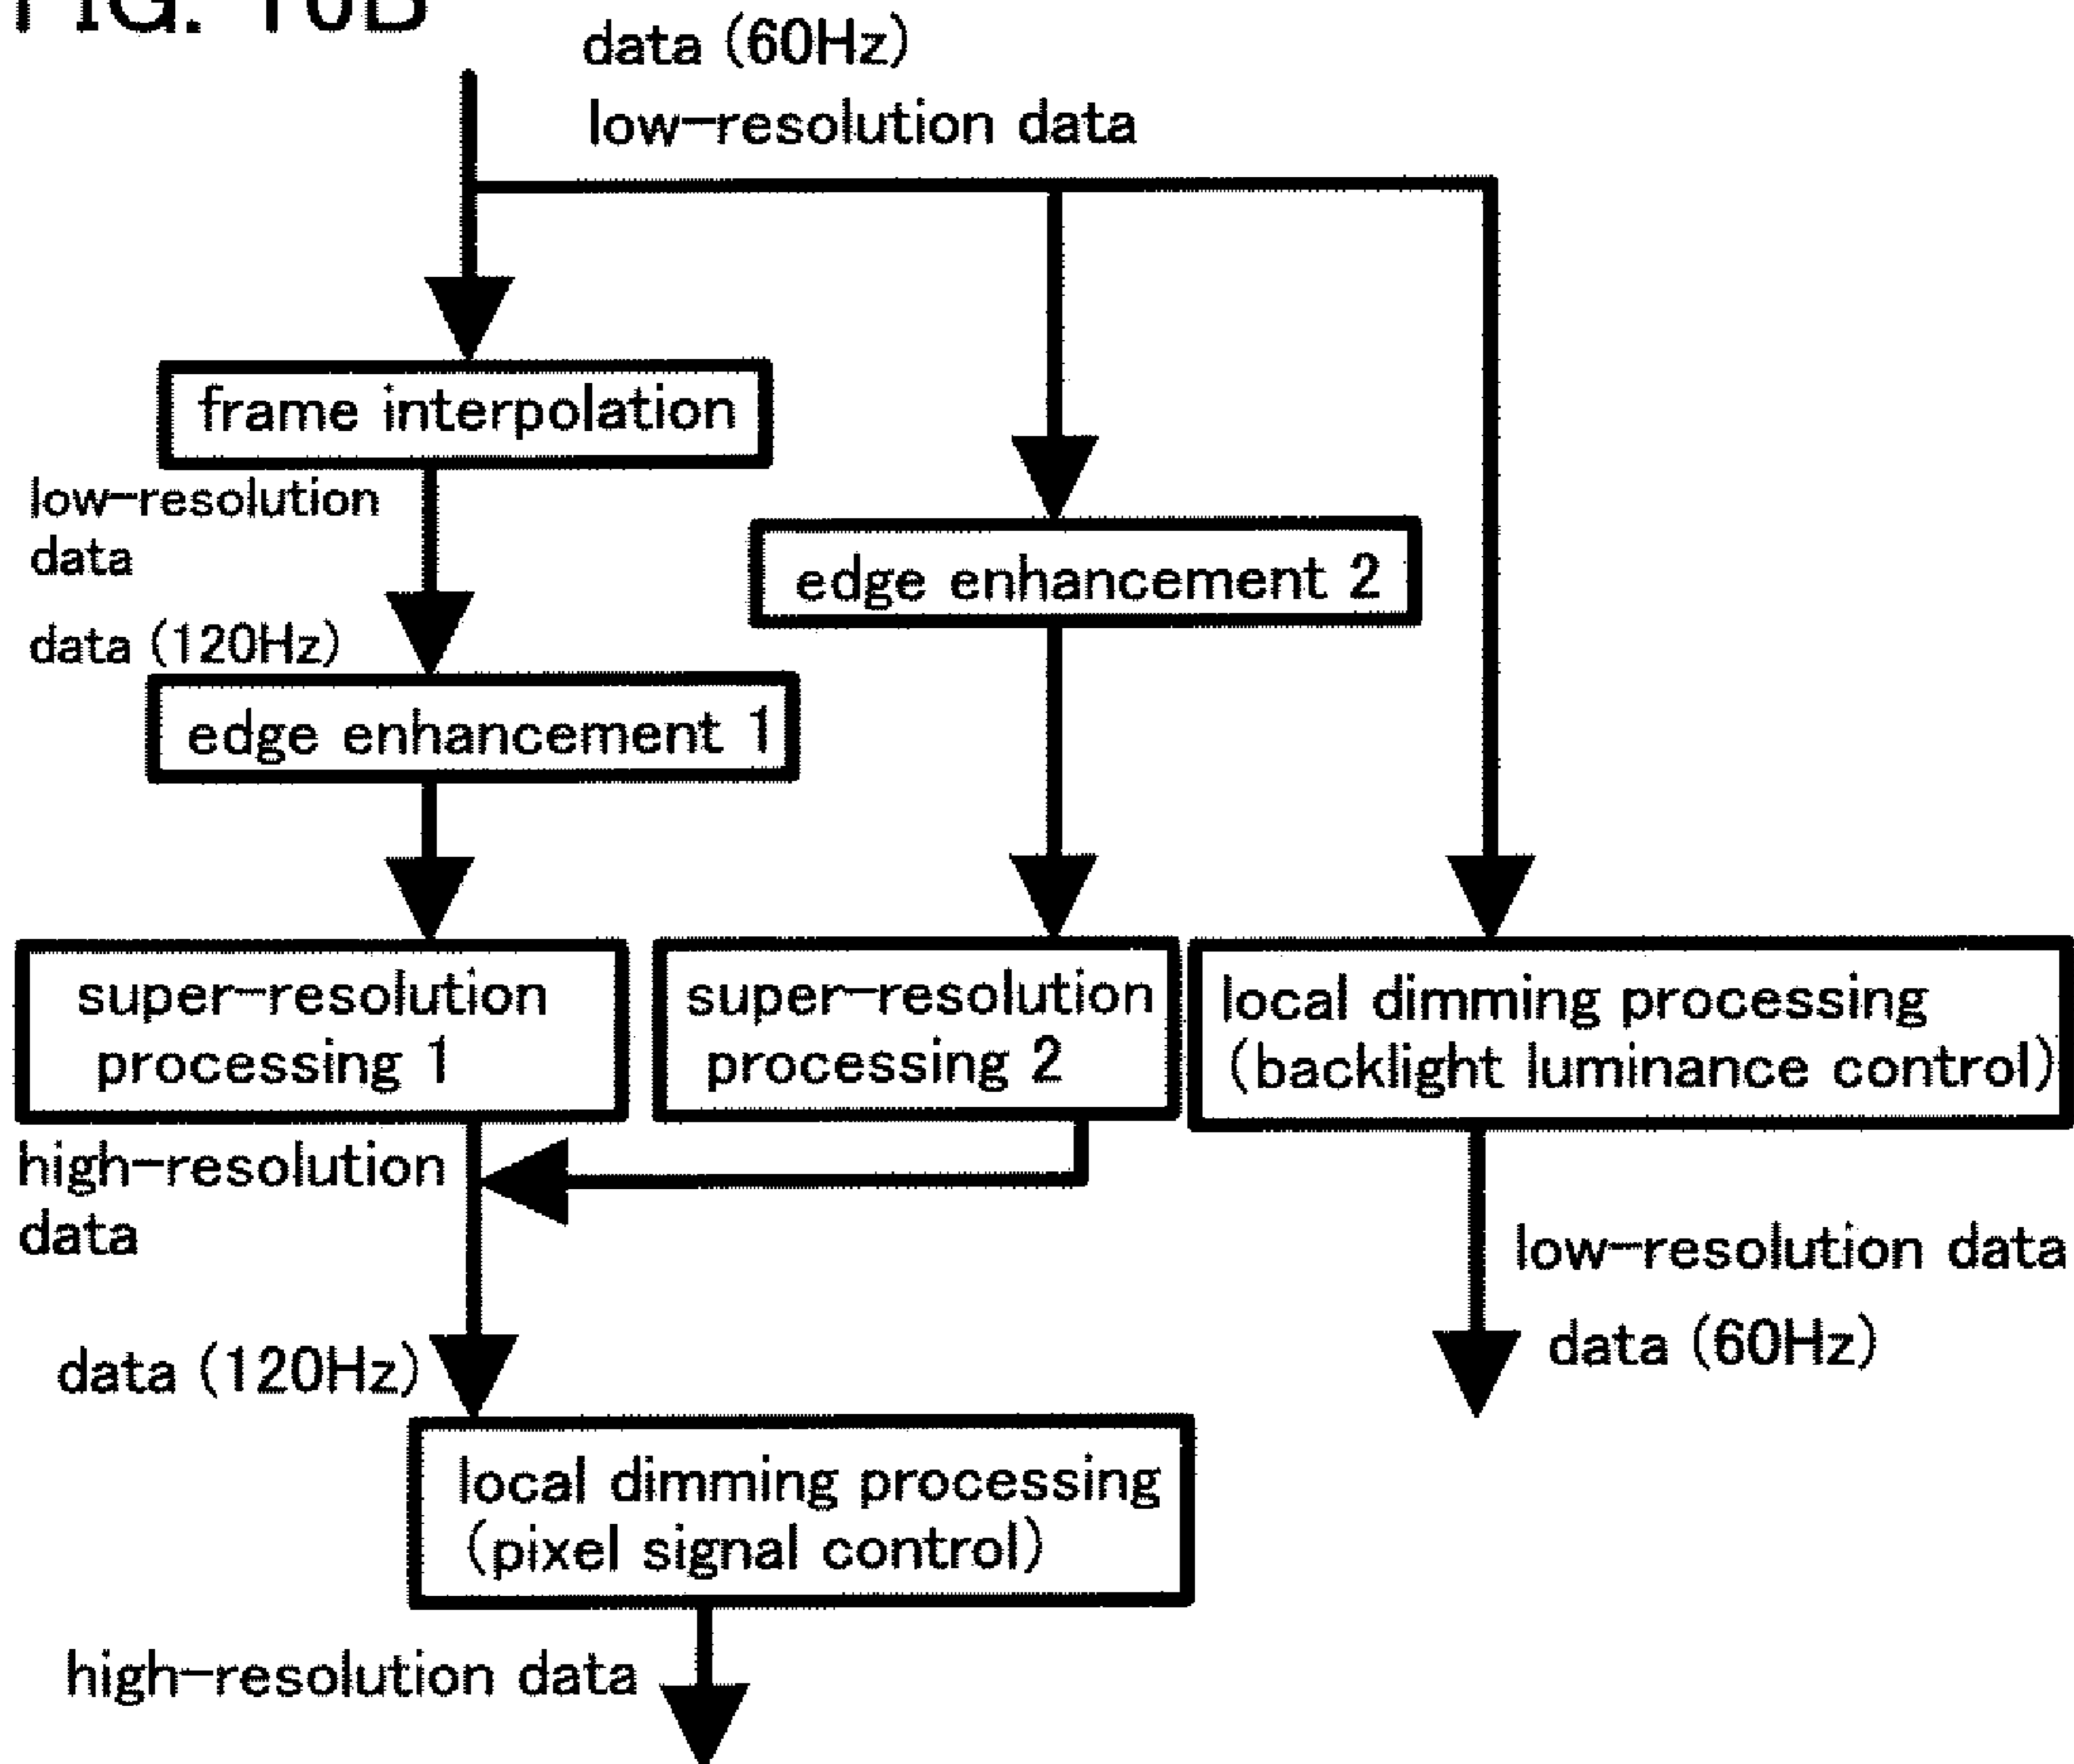 FIG. 10B
data (60Hz)
low-resolution data
frame interpolation
low-resolution
data
data (120Hz)
edge enhancement 2
edge enhancement 1
super-resolution
processing 1
super-resolution
processing 2
local dimming processing
(backlight luminance control)
high-resolution
data
data (120Hz)
low-resolution data
data (60Hz)
local dimming processing
(pixel signal control)
high-resolution data